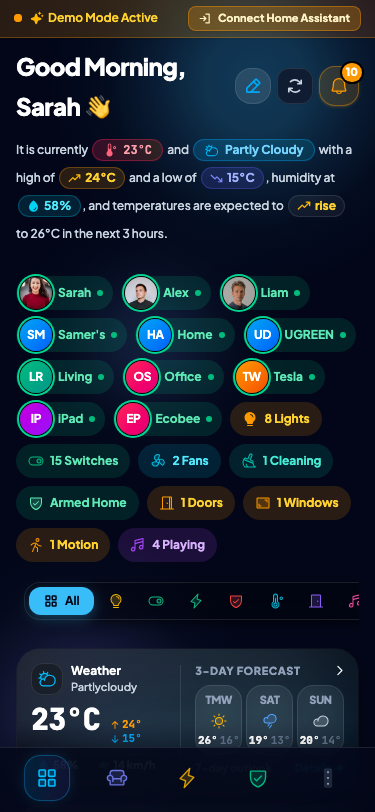 Demo Mode Active Connect Home Assistant
Good Morning,
10
Sarah 👋
It is currently 23°C and Partly Cloudy with a
high of 24°C and a low of 15°C , humidity at
58% , and temperatures are expected to rise
to 26°C in the next 3 hours.
Sarah Alex Liam
SM Samer's HA Home UD UGREEN
LR Living OS Office TW Tesla
IP iPad EP Ecobee 8 Lights
15 Switches 2 Fans 1 Cleaning
Armed Home 1 Doors 1 Windows
1 Motion 4 Playing
All
Weather 3-DAY FORECAST
Partlycloudy
TMW SAT SUN
23°C ↑ 24°
↓ 15°
26° 16° 19° 13° 28° 14°